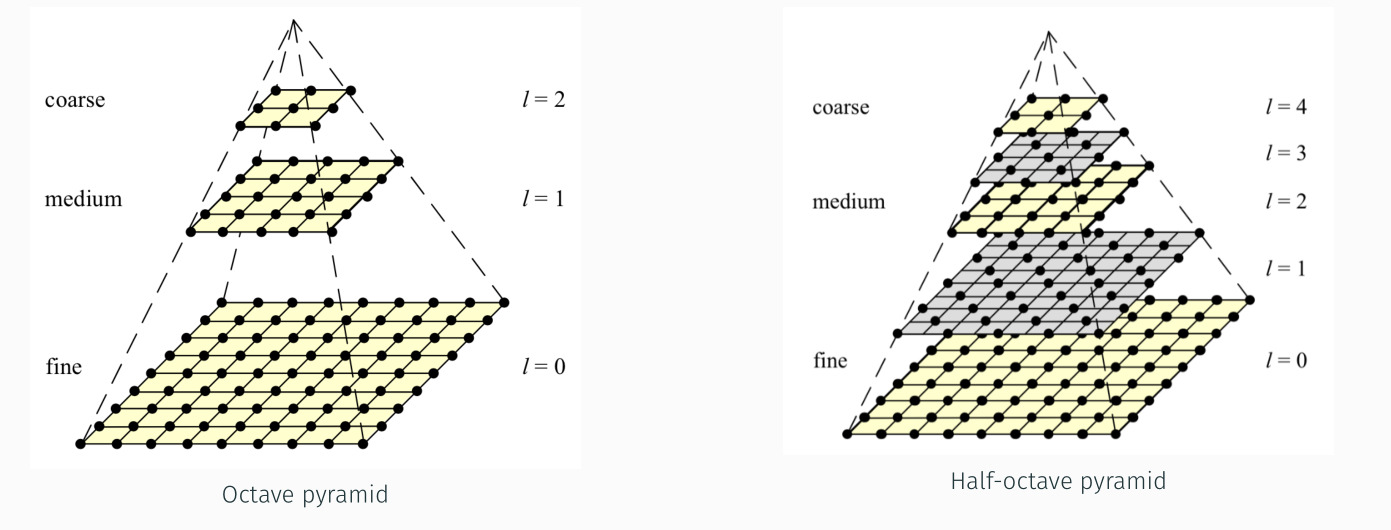 coarse
l = 2
medium
l = 1
fine
l = 0
Octave pyramid
coarse
l = 4
l = 3
medium
l = 2
l = 1
fine
l = 0
Half-octave pyramid